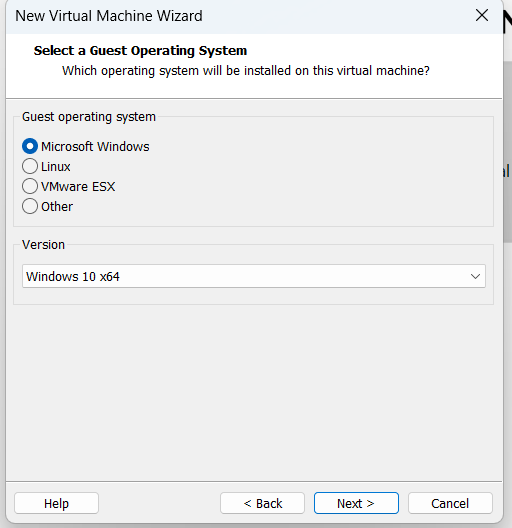 New Virtual Machine Wizard
Select a Guest Operating System
Which operating system will be installed on this virtual machine?
Guest operating system
Microsoft Windows
Linux
VMware ESX
Other
Version
Windows 10 x64
Help
< Back
Next >
Cancel